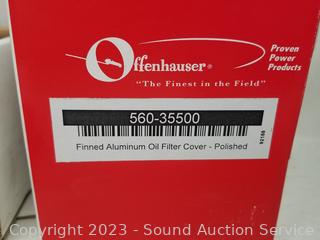 Offenhauser®
"The Finest in the Field"
Proven
Power
Products
560-35500
Finned Aluminum Oil Filter Cover - Polished
Copyright © 2023 - Sound Auction Service